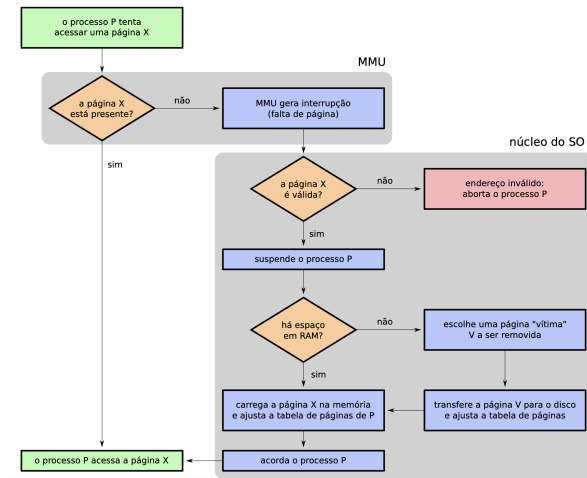 o processo P tenta
acessar uma página X
MMU
a página X
está presente?
não
MMU gera interrupção
(falta de página)
núcleo do SO
sim
a página X
é válida?
não
endereço inválido:
aborta o processo P
sim
suspende o processo P
há espaço
em RAM?
não
escolhe uma página "vítima"
V a ser removida
sim
carrega a página X na memória
e ajusta a tabela de páginas de P
transfere a página V para o disco
e ajusta a tabela de páginas
o processo P acessa a página X
acorda o processo P